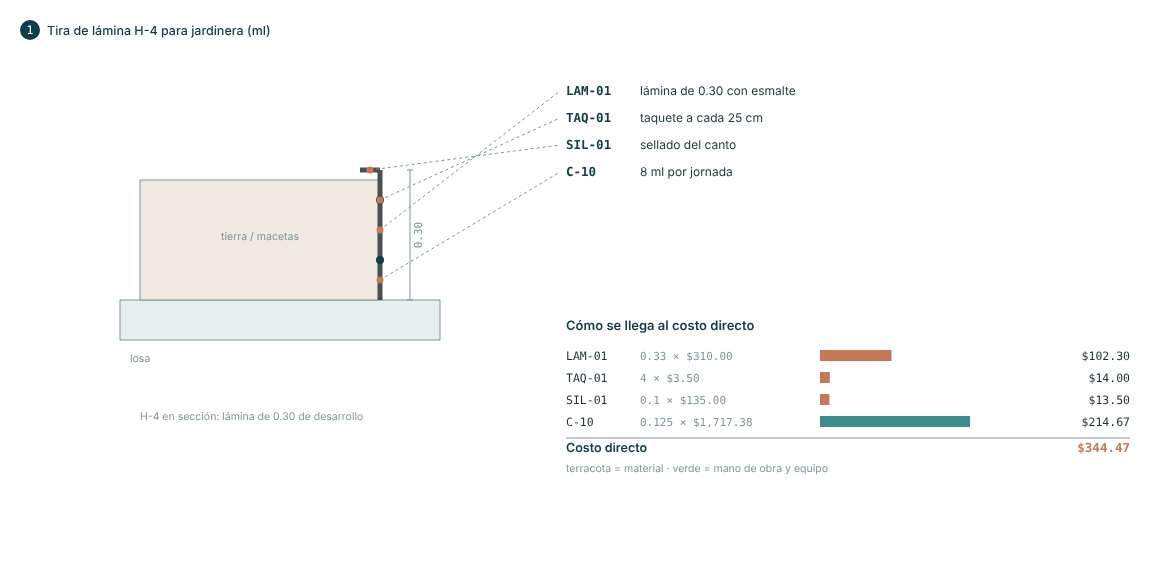 1 Tira de lámina H-4 para jardinera (ml)
LAM-01 lámina de 0.30 con esmalte
TAQ-01 taquete a cada 25 cm
SIL-01 sellado del canto
C-10 8 ml por jornada
tierra / macetas
0.30
losa
H-4 en sección: lámina de 0.30 de desarrollo
Cómo se llega al costo directo
LAM-01 0.33 × $310.00 $102.30
TAQ-01 4 × $3.50 $14.00
SIL-01 0.1 × $135.00 $13.50
C-10 0.125 × $1,717.38 $214.67
Costo directo $344.47
terracota = material · verde = mano de obra y equipo